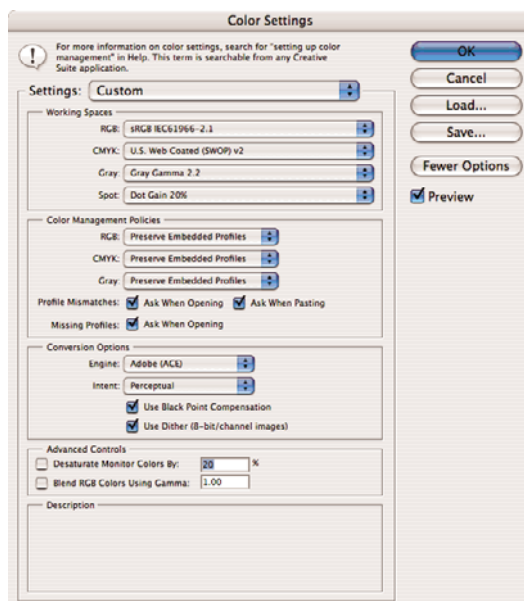 Color Settings
For more information on color settings, search for "setting up color
management" in Help. This term is searchable from any Creative
Suite application.
Settings: Custom
Working Spaces
RGB: sRGB IEC61966-2.1
CMYK: U.S. Web Coated (SWOP) v2
Gray: Gray Gamma 2.2
Spot: Dot Gain 20%
Color Management Policies
RGB: Preserve Embedded Profiles
CMYK: Preserve Embedded Profiles
Gray: Preserve Embedded Profiles
Profile Mismatches: Ask When Opening Ask When Pasting
Missing Profiles: Ask When Opening
Conversion Options
Engine: Adobe (ACE)
Intent: Perceptual
Use Black Point Compensation
Use Dither (8-bit/channel images)
Advanced Controls
Desaturate Monitor Colors By: 20 %
Blend RGB Colors Using Gamma: 1.00
Description
OK
Cancel
Load...
Save...
Fewer Options
Preview